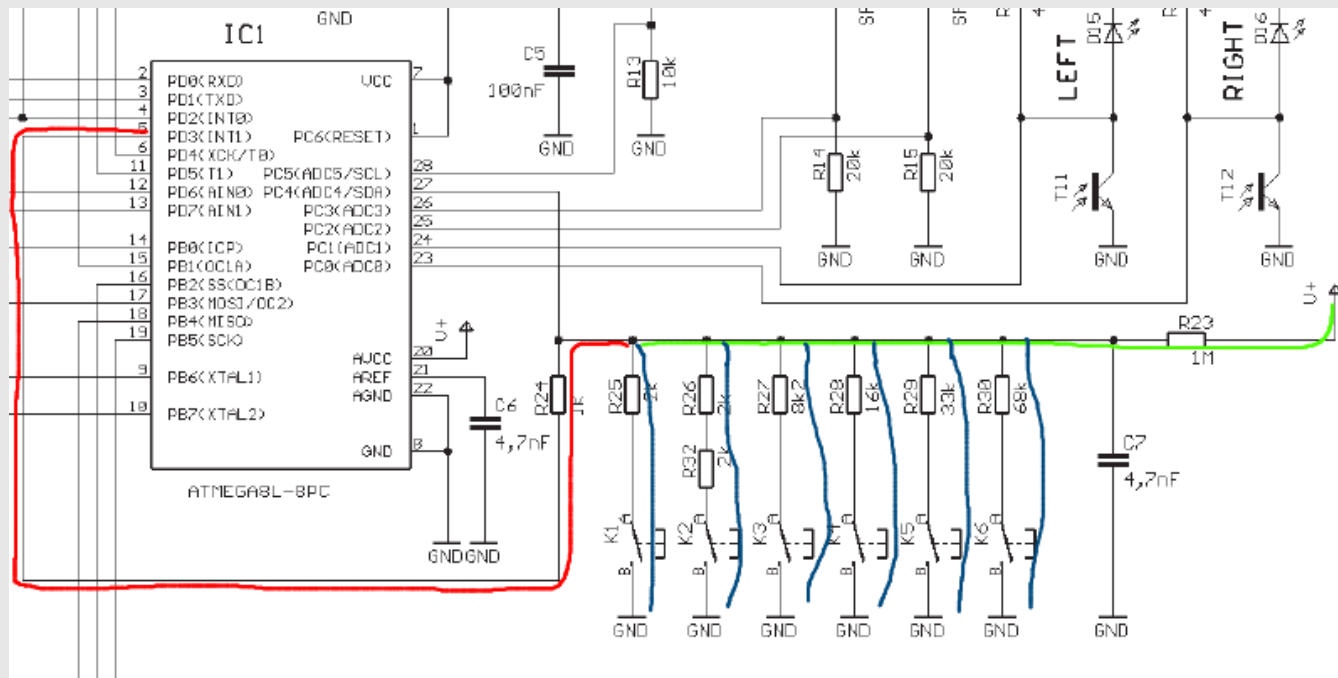 GND
IC1
2 PD0(RXD)
3 PD1(TXD)
4 PD2(INT0)
5 PD3(INT1)
6 PD4(XCK/T0)
11 PD5(T1)
12 PD6(AIN0)
13 PD7(AIN1)
14 PB0(ICP)
15 PB1(OC1A)
16 PB2(SS(OC1B)
17 PB3(MOSI/OC2)
18 PB4(MISO)
19 PB5(SCK)
9 PB6(XTAL1)
10 PB7(XTAL2)
VCC 7
PC6(RESET) 1
PC5(ADC5/SCL) 28
PC4(ADC4/SDA) 27
PC3(ADC3) 26
PC2(ADC2) 25
PC1(ADC1) 24
PC0(ADC0) 23
AVCC 20
AREF 21
AGND 22
GND 8
ATMEGA8L-8PC
V+
C5
100nF
GND
R13
10k
GND
R14
20k
GND
R15
20k
GND
LEFT
D15
T11
GND
RIGHT
D16
T12
GND
C6
4,7nF
GND GND
R24
1k
R25
R26
2k
R27
8k2
R28
16k
R29
33k
R30
68k
R32
2k
R23
1M
V+
C7
4,7nF
K1 A B
K2 A B
K3 A B
K4 A B
K5 A B
K6 A B
GND GND GND GND GND GND GND